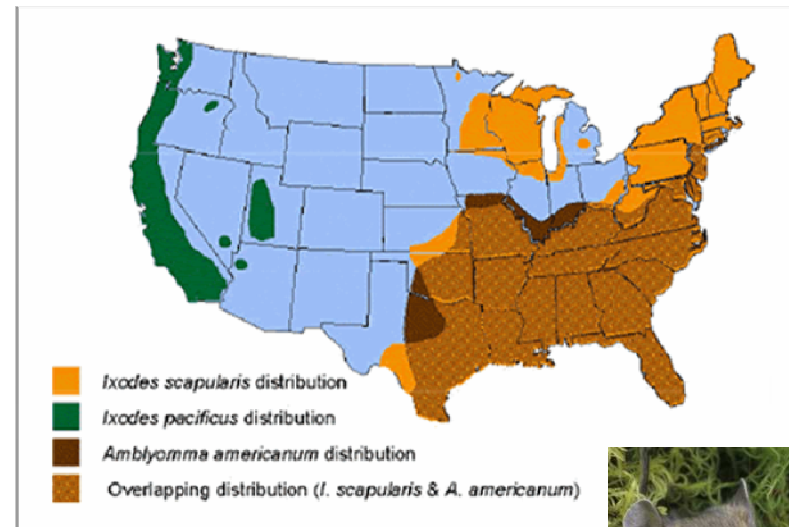 Ixodes scapularis distribution
Ixodes pacificus distribution
Amblyomma americanum distribution
Overlapping distribution (I. scapularis & A. americanum)